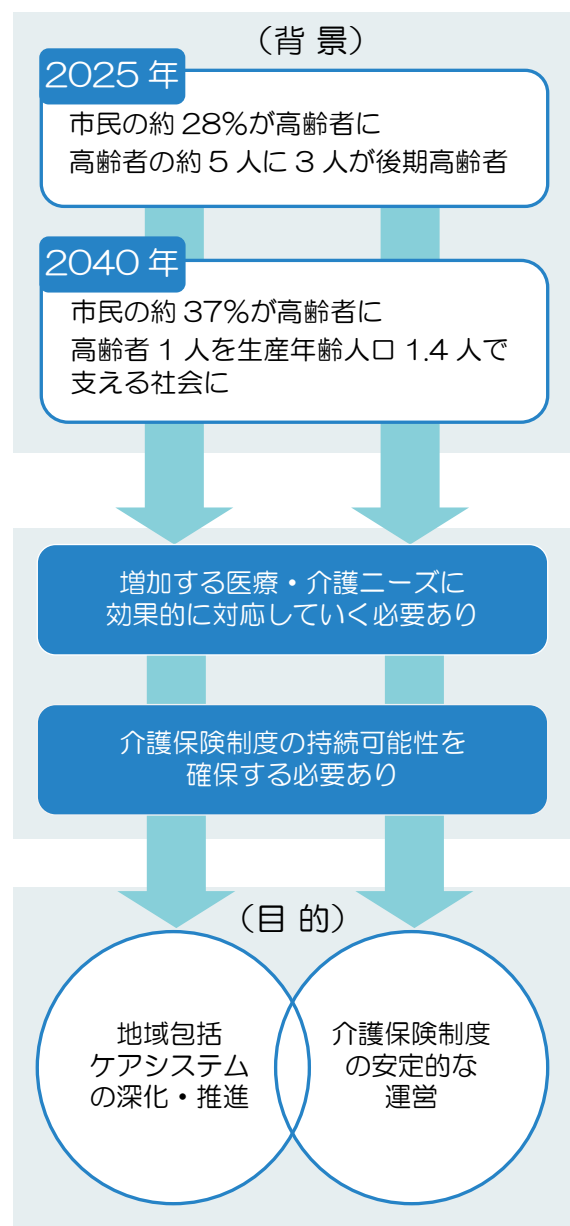 （背 景）
2025 年
市民の約 28%が高齢者に
高齢者の約 5 人に 3 人が後期高齢者
2040 年
市民の約 37%が高齢者に
高齢者 1 人を生産年齢人口 1.4 人で
支える社会に
増加する医療・介護ニーズに
効果的に対応していく必要あり
介護保険制度の持続可能性を
確保する必要あり
（目 的）
地域包括
ケアシステム
の深化・推進
介護保険制度
の安定的な
運営